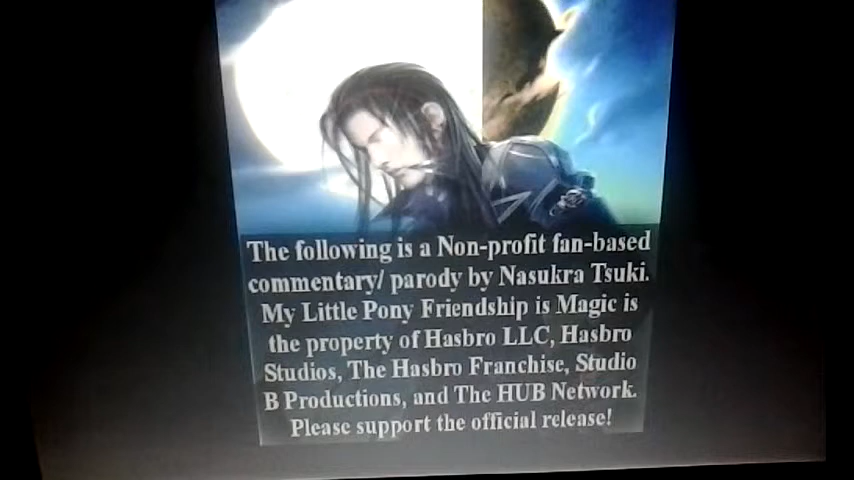 The following is a Non-profit fan-based
commentary/ parody by Nasukra Tsuki.
My Little Pony Friendship is Magic is
the property of Hasbro LLC, Hasbro
Studios, The Hasbro Franchise, Studio
B Productions, and The HUB Network.
Please support the official release!